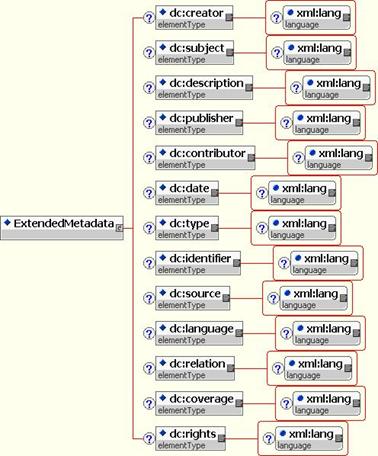 dc:creator
elementType
xml:lang
language
dc:subject
elementType
xml:lang
language
dc:description
elementType
xml:lang
language
dc:publisher
elementType
xml:lang
language
dc:contributor
elementType
xml:lang
language
dc:date
elementType
xml:lang
language
ExtendedMetadata
dc:type
elementType
xml:lang
language
dc:identifier
elementType
xml:lang
language
dc:source
elementType
xml:lang
language
dc:language
elementType
xml:lang
language
dc:relation
elementType
xml:lang
language
dc:coverage
elementType
xml:lang
language
dc:rights
elementType
xml:lang
language